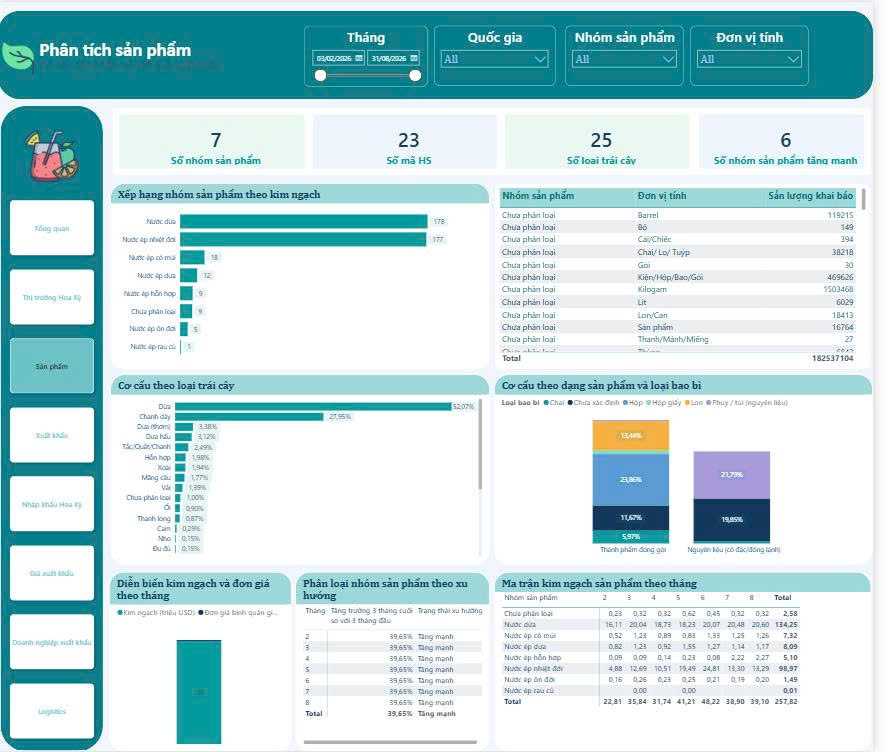 Phân tích sản phẩm
Tháng
03/02/2026 31/08/2026
Quốc gia
All
Nhóm sản phẩm
All
Đơn vị tính
All
Tổng quan
Thị trường Hoa Kỳ
Sản phẩm
Xuất khẩu
Nhập khẩu Hoa Kỳ
Giá xuất khẩu
Doanh nghiệp xuất khẩu
Logistics
7
Số nhóm sản phẩm
23
Số mã HS
25
Số loại trái cây
6
Số nhóm sản phẩm tăng mạnh
Xếp hạng nhóm sản phẩm theo kim ngạch
Nước dừa 178
Nước ép nhiệt đới 177
Nước ép có múi 18
Nước ép dưa 12
Nước ép hỗn hợp 9
Chưa phân loại 9
Nước ép ôn đới 5
Nước ép rau củ 1
Nhóm sản phẩm Đơn vị tính Sản lượng khai báo
Chưa phân loại Barrel 119215
Chưa phân loại Bộ 149
Chưa phân loại Cái/Chiếc 394
Chưa phân loại Chai/ Lọ/ Tuýp 38218
Chưa phân loại Gói 30
Chưa phân loại Kiện/Hộp/Bao/Gói 469626
Chưa phân loại Kilogam 1503468
Chưa phân loại Lít 6029
Chưa phân loại Lon/Can 18413
Chưa phân loại Sản phẩm 16764
Chưa phân loại Thanh/Mảnh/Miếng 27
Total 182537104
Cơ cấu theo loại trái cây
Dừa 52,07%
Chanh dây 27,95%
Dứa (thơm) 3,38%
Dưa hấu 3,12%
Tắc/Quất/Chanh 2,49%
Hỗn hợp 1,98%
Xoài 1,94%
Mãng cầu 1,77%
Vải 1,39%
Chưa phân loại 1,00%
Ổi 0,90%
Thanh long 0,87%
Cam 0,29%
Nho 0,15%
Đu đủ 0,15%
Cơ cấu theo dạng sản phẩm và loại bao bì
Loại bao bì Chai Chưa xác định Hộp Hộp giấy Lon Phuy / túi (nguyên liệu)
13,44%
23,86%
11,67%
5,97%
21,79%
19,85%
Thành phẩm đóng gói Nguyên liệu (cô đặc/đông lạnh)
Diễn biến kim ngạch và đơn giá
theo tháng
Kim ngạch (triệu USD) Đơn giá bình quân gi...
Phân loại nhóm sản phẩm theo xu
hướng
Tháng Tăng trưởng 3 tháng cuối Trạng thái xu hướng
so với 3 tháng đầu
2 39,65% Tăng mạnh
3 39,65% Tăng mạnh
4 39,65% Tăng mạnh
5 39,65% Tăng mạnh
6 39,65% Tăng mạnh
7 39,65% Tăng mạnh
8 39,65% Tăng mạnh
Total 39,65% Tăng mạnh
Ma trận kim ngạch sản phẩm theo tháng
Nhóm sản phẩm 2 3 4 5 6 7 8 Total
Chưa phân loại 0,23 0,32 0,32 0,62 0,45 0,32 0,32 2,58
Nước dừa 16,11 20,04 18,73 18,23 20,07 20,48 20,60 134,25
Nước ép có múi 0,52 1,23 0,89 0,83 1,33 1,25 1,26 7,32
Nước ép dưa 0,82 1,23 0,92 1,55 1,27 1,14 1,17 8,09
Nước ép hỗn hợp 0,09 0,09 0,14 0,23 0,08 2,22 2,27 5,10
Nước ép nhiệt đới 4,88 12,69 10,51 19,49 24,81 13,30 13,29 98,97
Nước ép ôn đới 0,16 0,26 0,23 0,25 0,21 0,19 0,20 1,49
Nước ép rau củ 0,00 0,00 0,01
Total 22,81 35,84 31,74 41,21 48,22 38,90 39,10 257,82